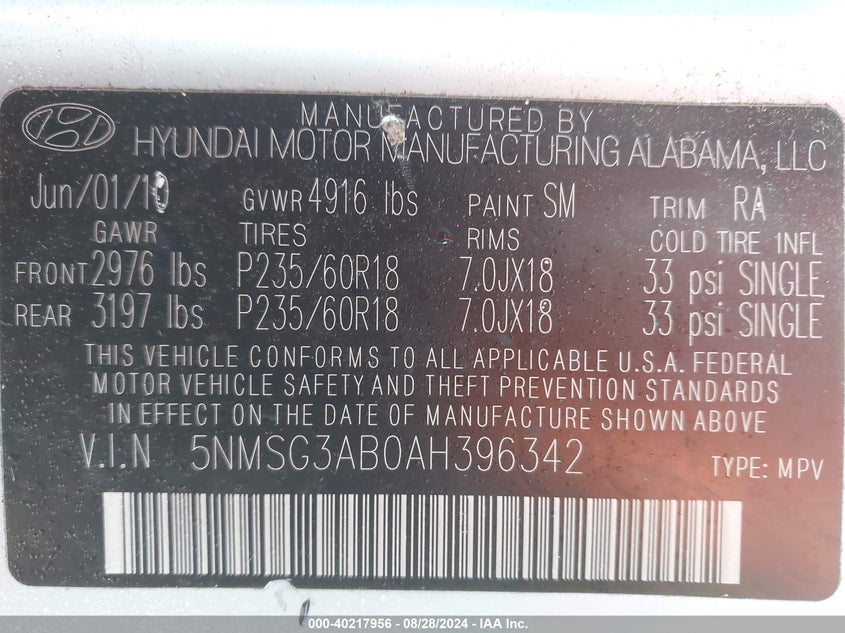 MANUFACTURED BY
HYUNDAI MOTOR MANUFACTURING ALABAMA, LLC
Jun/01/10 GVWR 4916 lbs PAINT SM TRIM RA
GAWR TIRES RIMS COLD TIRE INFL
FRONT 2976 lbs P235/60R18 7.0JX18 33 psi SINGLE
REAR 3197 lbs P235/60R18 7.0JX18 33 psi SINGLE
THIS VEHICLE CONFORMS TO ALL APPLICABLE U.S.A. FEDERAL
MOTOR VEHICLE SAFETY AND THEFT PREVENTION STANDARDS
IN EFFECT ON THE DATE OF MANUFACTURE SHOWN ABOVE
V.I.N 5NMSG3AB0AH396342 TYPE: MPV
000-40217956 - 08/28/2024 - IAA Inc.